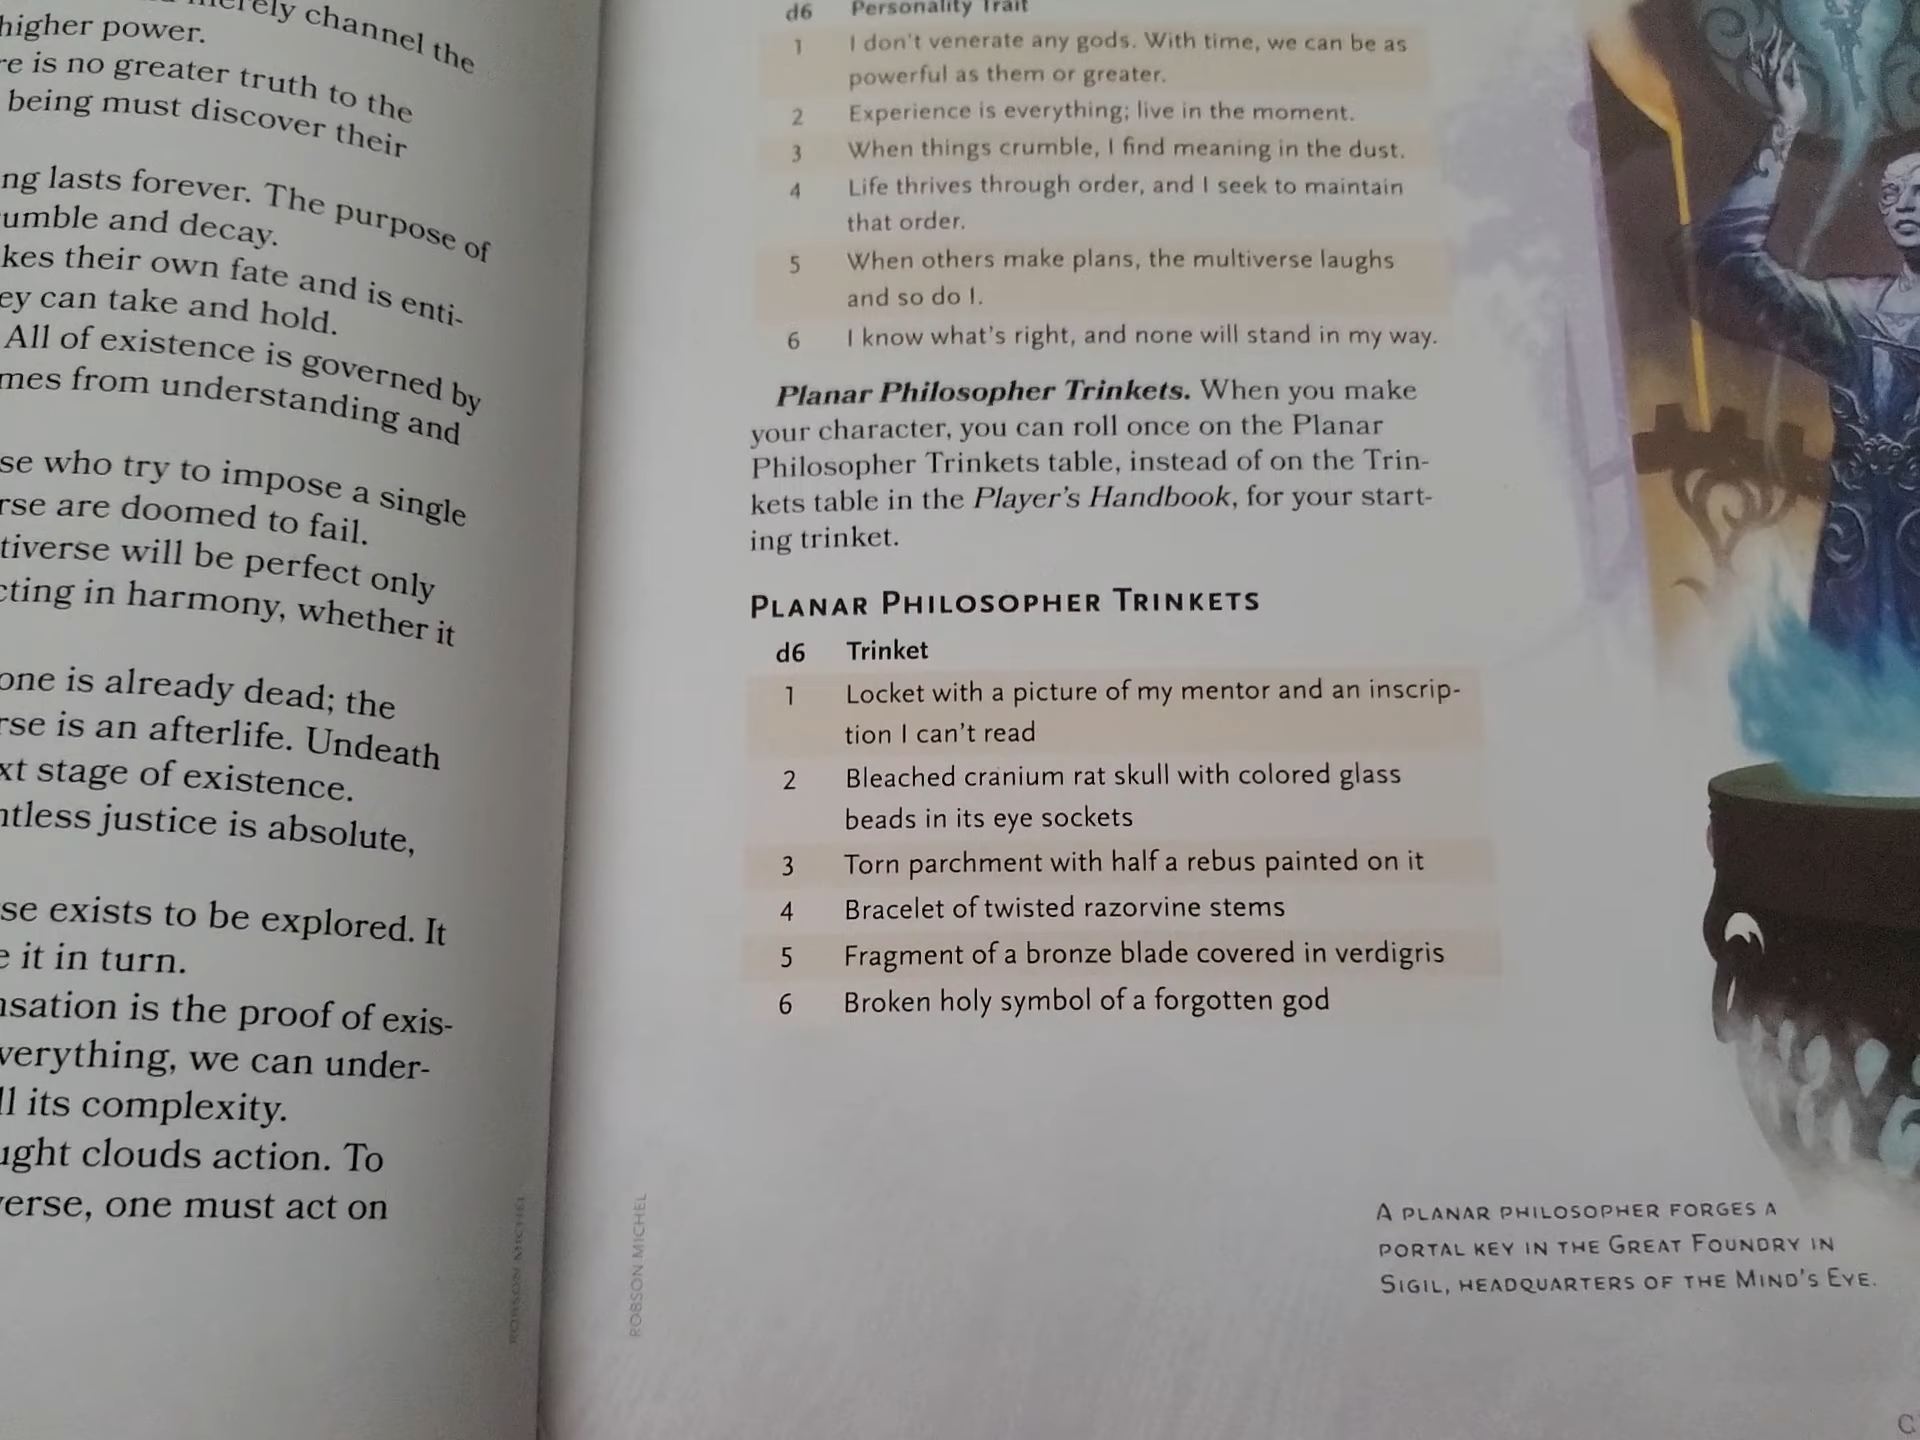 merely channel the
higher power.
re is no greater truth to the
being must discover their
ng lasts forever. The purpose of
umble and decay.
kes their own fate and is enti-
ey can take and hold.
All of existence is governed by
mes from understanding and
se who try to impose a single
rse are doomed to fail.
tiverse will be perfect only
cting in harmony, whether it
one is already dead; the
rse is an afterlife. Undeath
xt stage of existence.
ntless justice is absolute,
se exists to be explored. It
e it in turn.
nsation is the proof of exis-
verything, we can under-
ll its complexity.
ught clouds action. To
verse, one must act on
ROBSON MICHEL
ROBSON MICHEL
d6 Personality Trait
1 I don't venerate any gods. With time, we can be as
powerful as them or greater.
2 Experience is everything; live in the moment.
3 When things crumble, I find meaning in the dust.
4 Life thrives through order, and I seek to maintain
that order.
5 When others make plans, the multiverse laughs
and so do I.
6 I know what's right, and none will stand in my way.
Planar Philosopher Trinkets. When you make
your character, you can roll once on the Planar
Philosopher Trinkets table, instead of on the Trin-
kets table in the Player's Handbook, for your start-
ing trinket.
PLANAR PHILOSOPHER TRINKETS
d6 Trinket
1 Locket with a picture of my mentor and an inscrip-
tion I can't read
2 Bleached cranium rat skull with colored glass
beads in its eye sockets
3 Torn parchment with half a rebus painted on it
4 Bracelet of twisted razorvine stems
5 Fragment of a bronze blade covered in verdigris
6 Broken holy symbol of a forgotten god
A PLANAR PHILOSOPHER FORGES A
PORTAL KEY IN THE GREAT FOUNDRY IN
SIGIL, HEADQUARTERS OF THE MIND'S EYE.